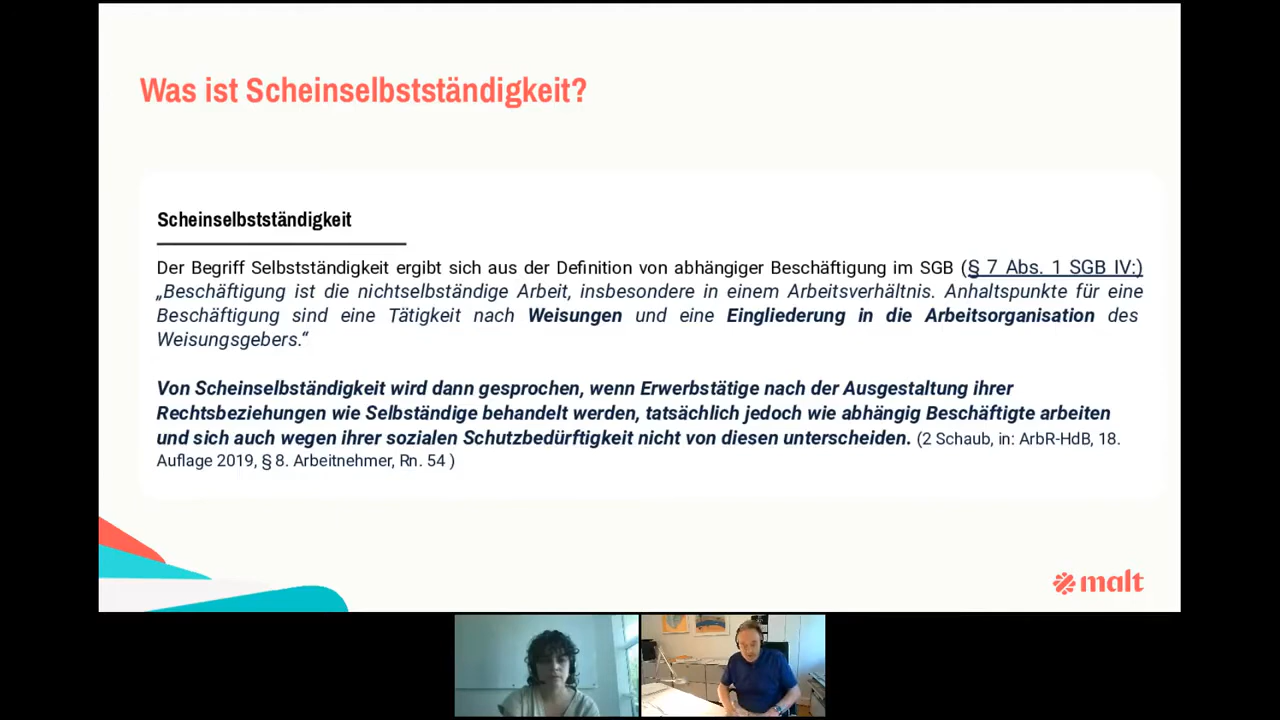 Was ist Scheinselbstständigkeit?
Scheinselbstständigkeit
Der Begriff Selbstständigkeit ergibt sich aus der Definition von abhängiger Beschäftigung im SGB (§ 7 Abs. 1 SGB IV:)
„Beschäftigung ist die nichtselbständige Arbeit, insbesondere in einem Arbeitsverhältnis. Anhaltspunkte für eine
Beschäftigung sind eine Tätigkeit nach Weisungen und eine Eingliederung in die Arbeitsorganisation des
Weisungsgebers.“
Von Scheinselbständigkeit wird dann gesprochen, wenn Erwerbstätige nach der Ausgestaltung ihrer
Rechtsbeziehungen wie Selbständige behandelt werden, tatsächlich jedoch wie abhängig Beschäftigte arbeiten
und sich auch wegen ihrer sozialen Schutzbedürftigkeit nicht von diesen unterscheiden. (2 Schaub, in: ArbR-HdB, 18.
Auflage 2019, § 8. Arbeitnehmer, Rn. 54 )
malt